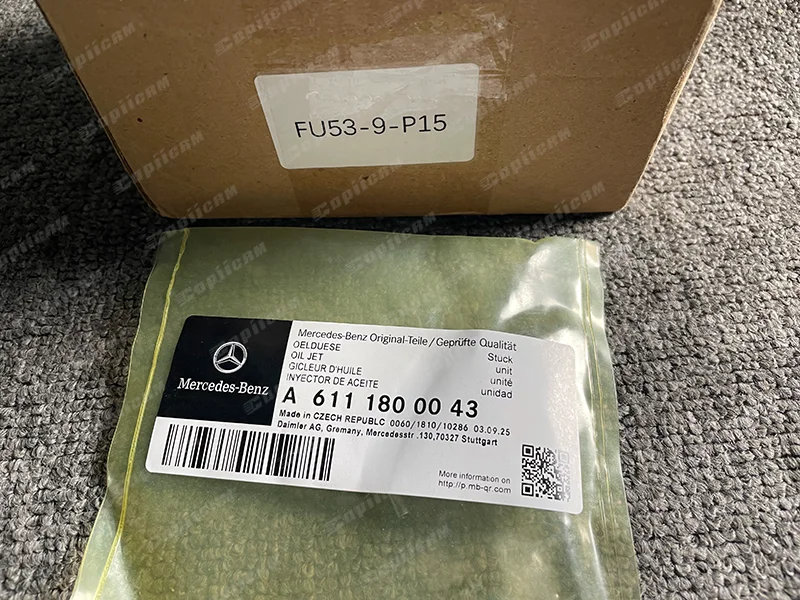 FU53-9-P15
Mercedes-Benz Original-Teile / Geprüfte Qualität
OELDUESE Stuck
OIL JET unit
GICLEUR D'HUILE unité
INYECTOR DE ACEITE unidad
Mercedes-Benz
A 611 180 00 43
Made in CZECH REPUBLC 0060/1810/10286 03.09.25
Daimler AG, Gremany, Mercedesstr.130,70327 Stuttgart
More information on
http://p.mb-qr.com
CopiiCAM